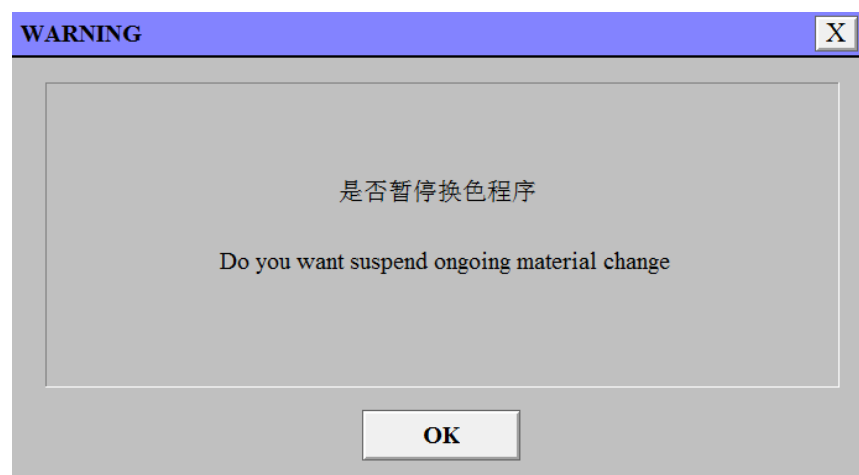 WARNING X
是否暂停换色程序
Do you want suspend ongoing material change
OK